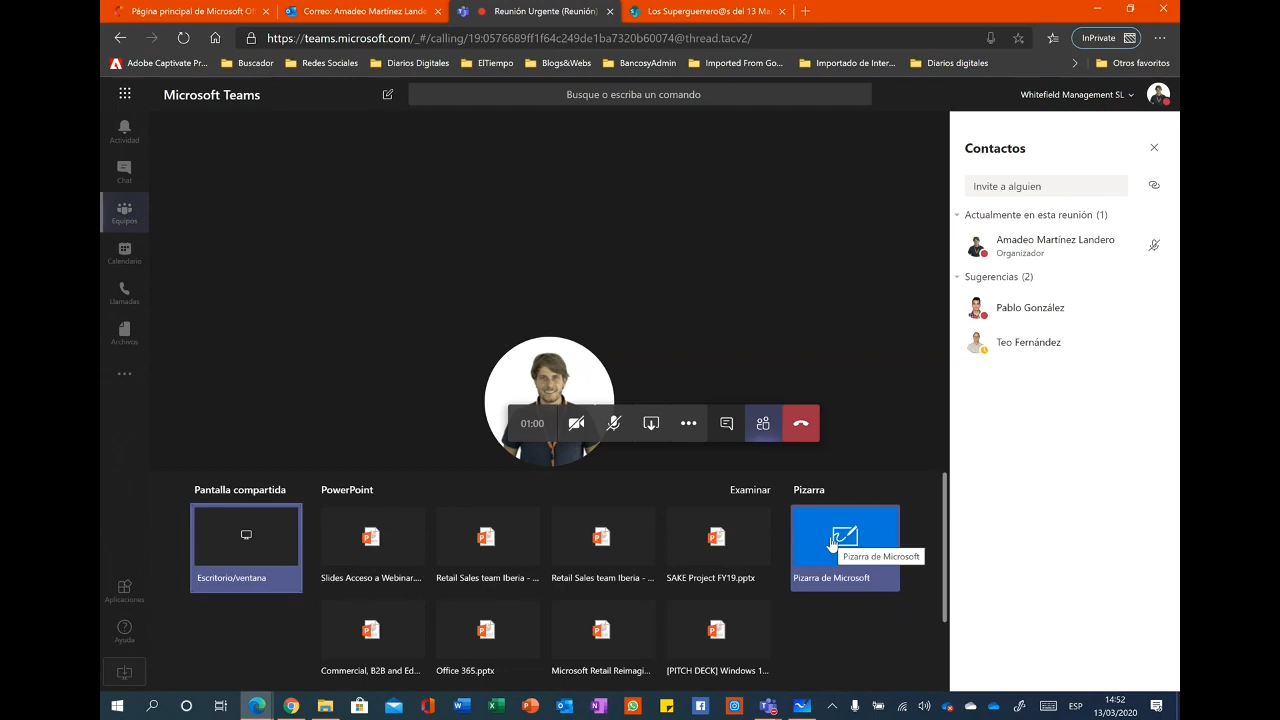 Página principal de Microsoft Of
Correo: Amadeo Martínez Lande
Reunión Urgente (Reunión)
Los Superguerrero@s del 13 Ma
https://teams.microsoft.com/_#/calling/19:0576689ff1f64c249de1ba7320b60074@thread.tacv2/
InPrivate
Adobe Captivate Pr...
Buscador
Redes Sociales
Diarios Digitales
ElTiempo
Blogs&Webs
BancosyAdmin
Imported From Go...
Importado de Inter...
Diarios digitales
Otros favoritos
Microsoft Teams
Busque o escriba un comando
Whitefield Management SL
Actividad
Chat
Equipos
Calendario
Llamadas
Archivos
Aplicaciones
Ayuda
Contactos
Invite a alguien
Actualmente en esta reunión (1)
Amadeo Martínez Landero
Organizador
Sugerencias (2)
Pablo González
Teo Fernández
01:00
Pantalla compartida
PowerPoint
Examinar
Pizarra
Pizarra de Microsoft
Escritorio/ventana
Slides Acceso a Webinar....
Retail Sales team Iberia - ...
Retail Sales team Iberia - ...
SAKE Project FY19.pptx
Pizarra de Microsoft
Commercial, B2B and Ed...
Office 365.pptx
Microsoft Retail Reimagi...
[PITCH DECK] Windows 1...
ESP
14:52
13/03/2020